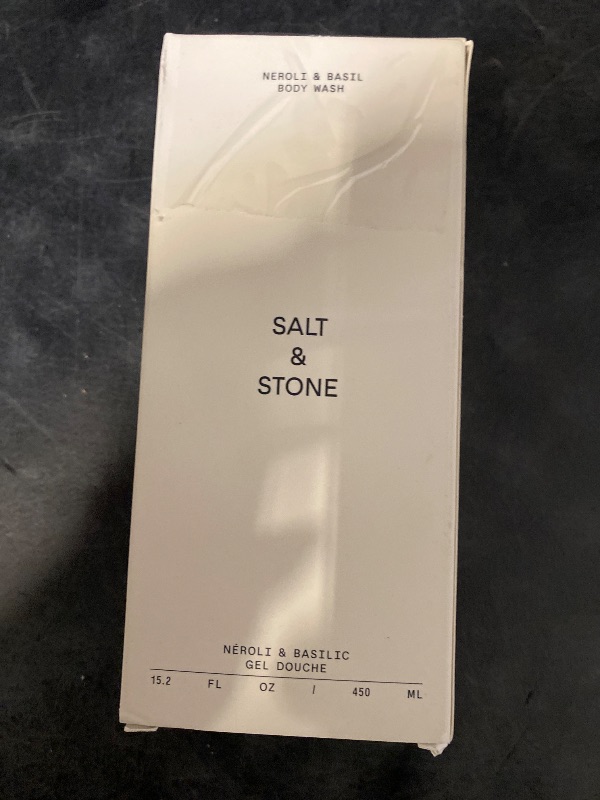 NEROLI & BASIL
BODY WASH
SALT
&
STONE
NÉROLI & BASILIC
GEL DOUCHE
15.2 FL OZ / 450 ML